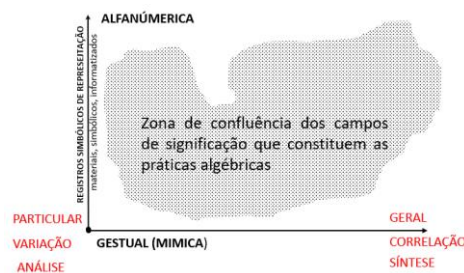 ALFANÚMERICA
REGISTROS SIMBÓLICOS DE REPRESEJTAÇÃO
materiais, simbólicos, informatizados
Zona de confluência dos campos
de significação que constituem as
práticas algébricas
PARTICULAR
VARIAÇÃO
ANÁLISE
GESTUAL (MIMICA)
GERAL
CORRELAÇÃO
SÍNTESE